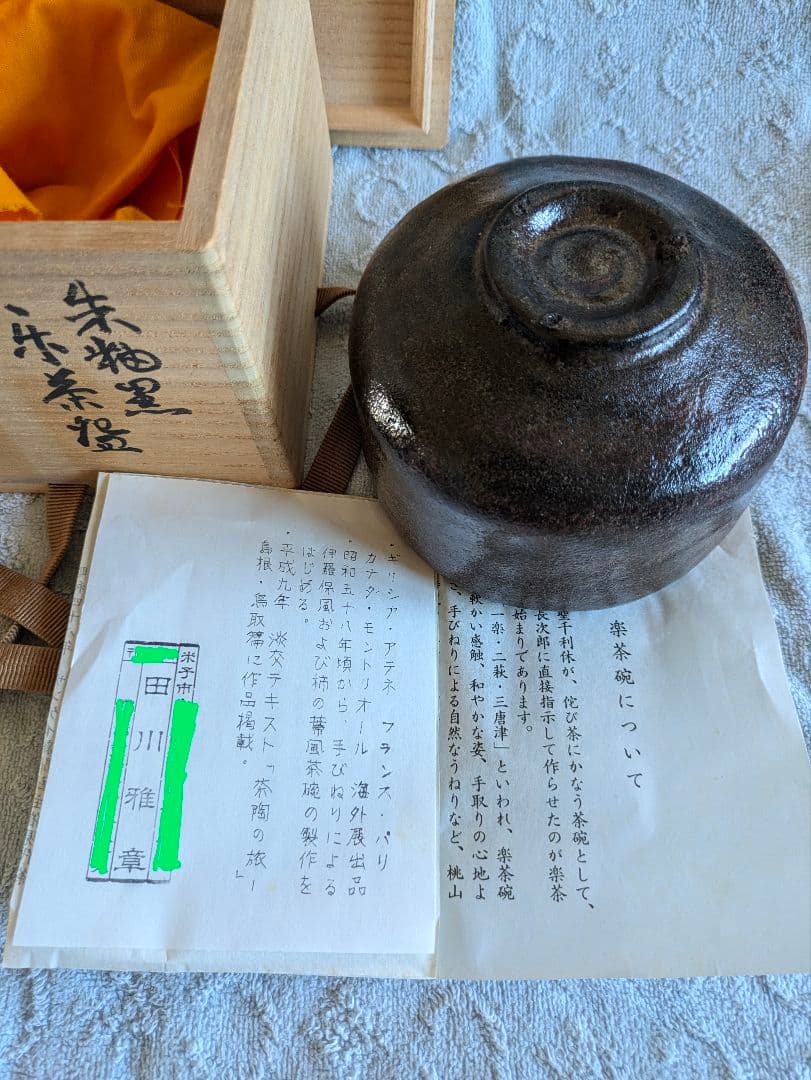 朱釉黒
楽茶盌
楽茶碗について
聖千利休が、侘び茶にかなう茶碗として、
長次郎に直接指示して作らせたのが楽茶
始まりであります。
一楽・二萩・三唐津」といわれ、楽茶碗
軟かい感触、和やかな姿、手取りの心地よ
さ、手びねりによる自然なうねりなど、桃山
・ギリシア・アテネ フランス・パリ
カナダ・モントリオール 海外展出品
・昭和五十八年頃から、手びねりによる
伊羅保風および柿の蔕風茶碗の製作を
はじめる。
・平成九年 淡交テキスト「茶陶の旅ー
島根・鳥取篇に作品掲載。」
米子市
田川雅章